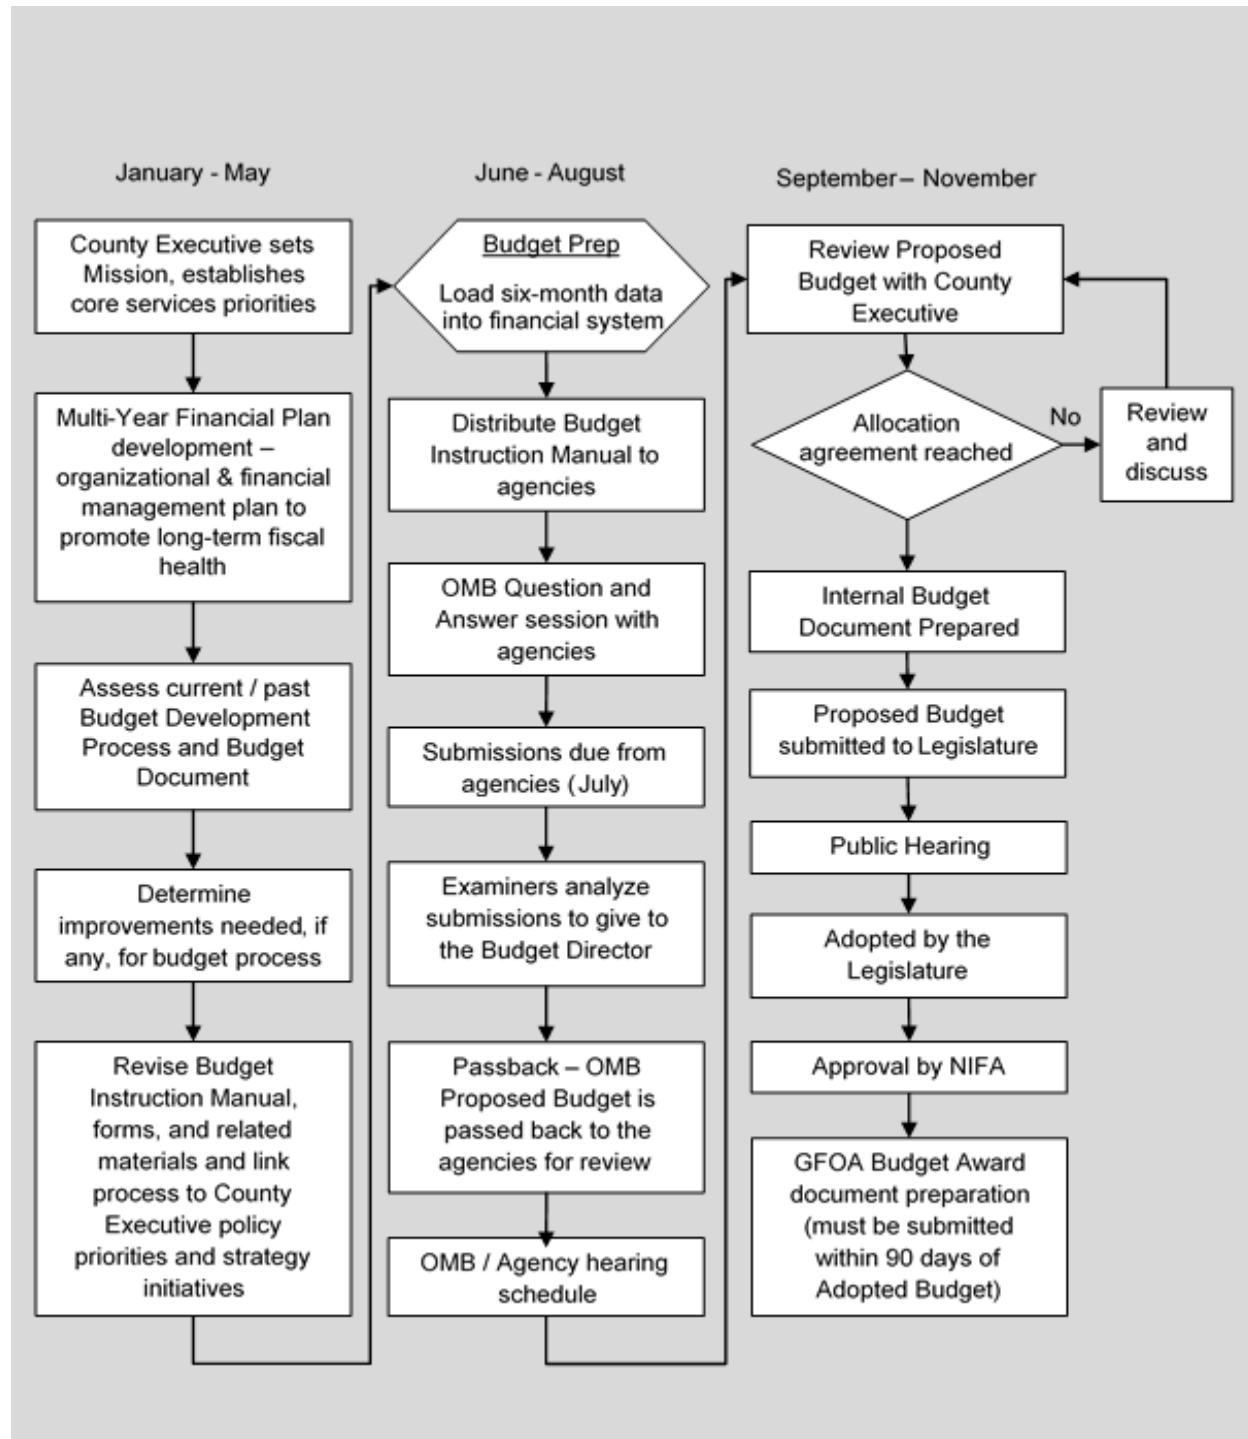 January - May
County Executive sets
Mission, establishes
core services priorities
Multi-Year Financial Plan
development –
organizational & financial
management plan to
promote long-term fiscal
health
Assess current / past
Budget Development
Process and Budget
Document
Determine
improvements needed, if
any, for budget process
Revise Budget
Instruction Manual,
forms, and related
materials and link
process to County
Executive policy
priorities and strategy
initiatives
June - August
Budget Prep
Load six-month data
into financial system
Distribute Budget
Instruction Manual to
agencies
OMB Question and
Answer session with
agencies
Submissions due from
agencies (July)
Examiners analyze
submissions to give to
the Budget Director
Passback – OMB
Proposed Budget is
passed back to the
agencies for review
OMB / Agency hearing
schedule
September – November
Review Proposed
Budget with County
Executive
Allocation
agreement reached
No
Review
and
discuss
Internal Budget
Document Prepared
Proposed Budget
submitted to Legislature
Public Hearing
Adopted by the
Legislature
Approval by NIFA
GFOA Budget Award
document preparation
(must be submitted
within 90 days of
Adopted Budget)